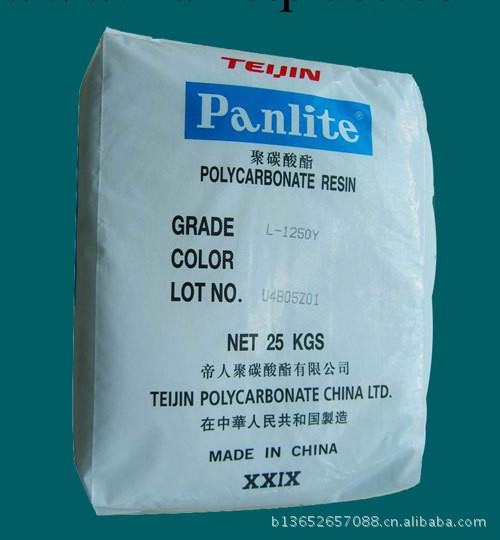 TEIJIN
Panlite®
聚碳酸酯
POLYCARBONATE RESIN
GRADE L-1250Y
COLOR
LOT NO. U4B05Z01
NET 25 KGS
帝人聚碳酸酯有限公司
TEIJIN POLYCARBONATE CHINA LTD.
在中華人民共和国製造
MADE IN CHINA
XXIX
b13652657088.cn.alibaba.com